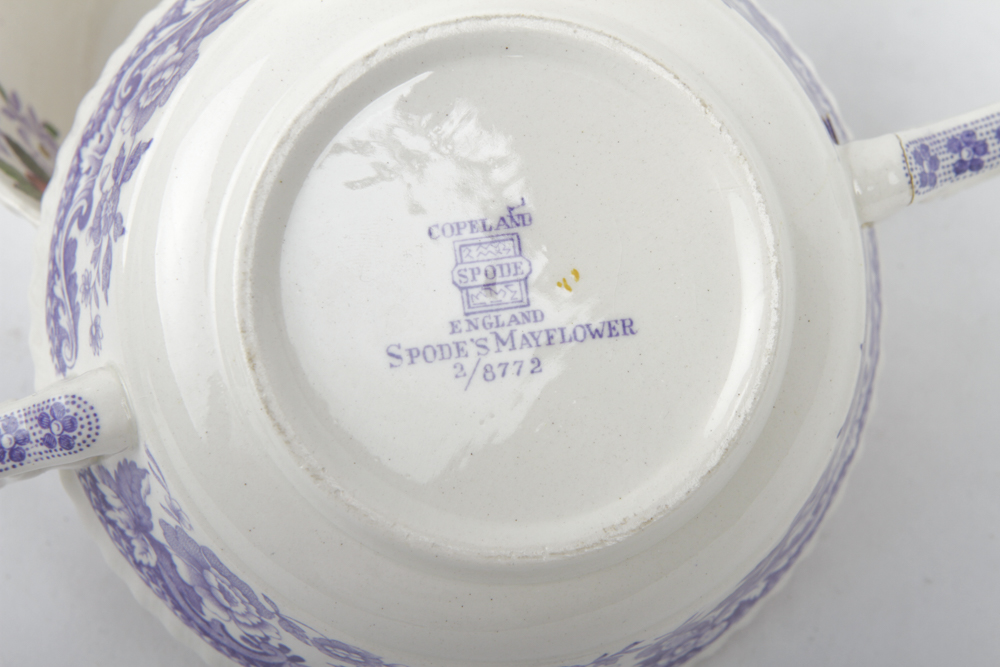 COPELAND
SPODE
ENGLAND
SPODE'S MAYFLOWER
2/8772